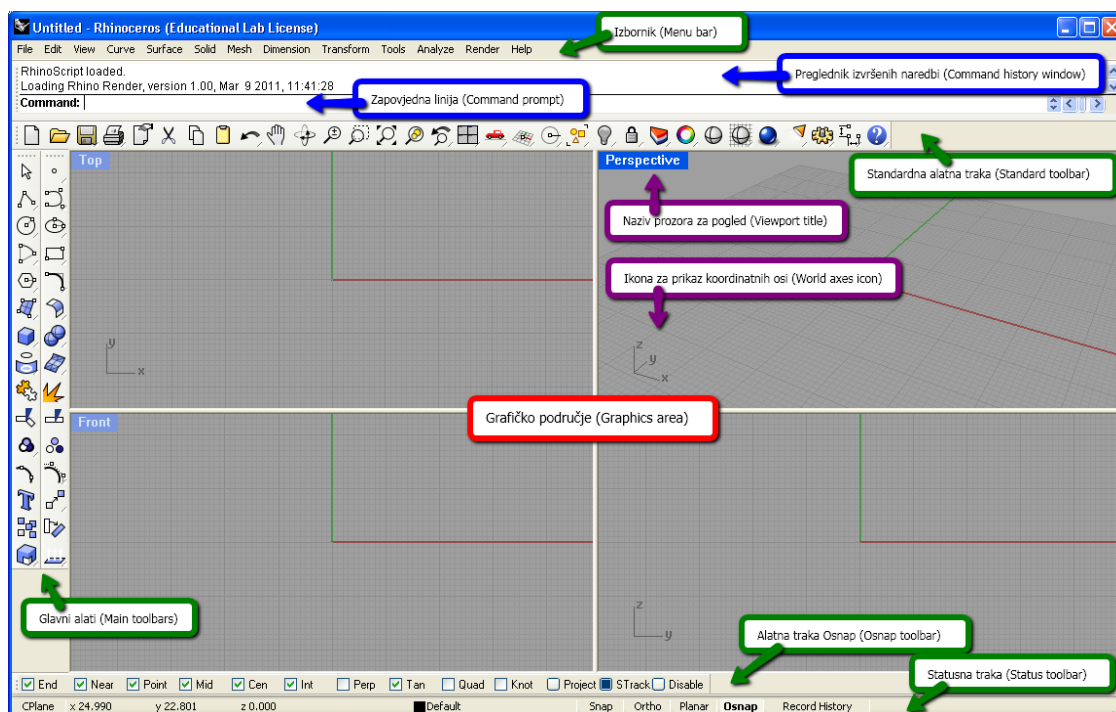 Untitled - Rhinoceros (Educational Lab License)
Izbornik (Menu bar)
File Edit View Curve Surface Solid Mesh Dimension Transform Tools Analyze Render Help
RhinoScript loaded.
Preglednik izvršenih naredbi (Command history window)
Loading Rhino Render, version 1.00, Mar 9 2011, 11:41:28
Zapovjedna linija (Command prompt)
Command:
Top
Perspective
Standardna alatna traka (Standard toolbar)
Naziv prozora za pogled (Viewport title)
Ikona za prikaz koordinatnih osi (World axes icon)
y
x
z
y
x
Grafičko područje (Graphics area)
Front
z
y
Glavni alati (Main toolbars)
Alatna traka Osnap (Osnap toolbar)
Statusna traka (Status toolbar)
End Near Point Mid Cen Int Perp Tan Quad Knot Project STrack Disable
CPlane x 24.990 y 22.801 z 0.000 Default Snap Ortho Planar Osnap Record History